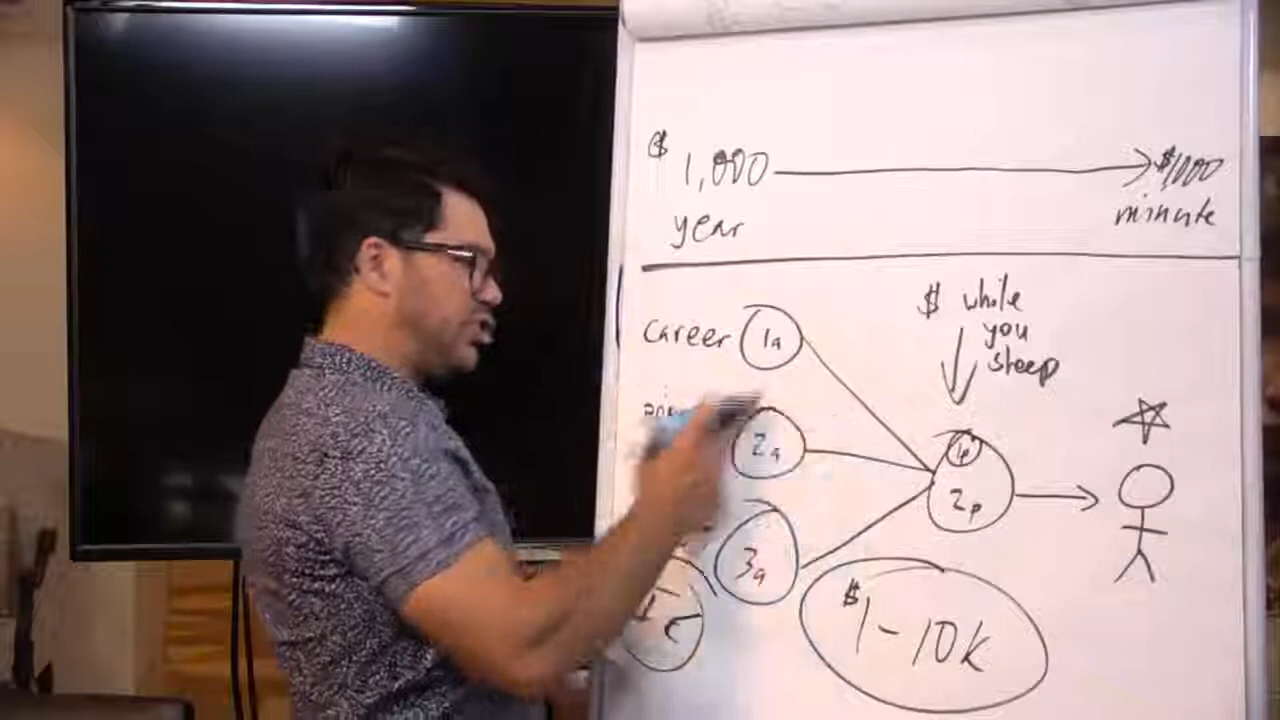 $ 1,000 $1000
year minute
$ while
you
sleep
career 1a
2a
1p
2p
3a
$1-10k